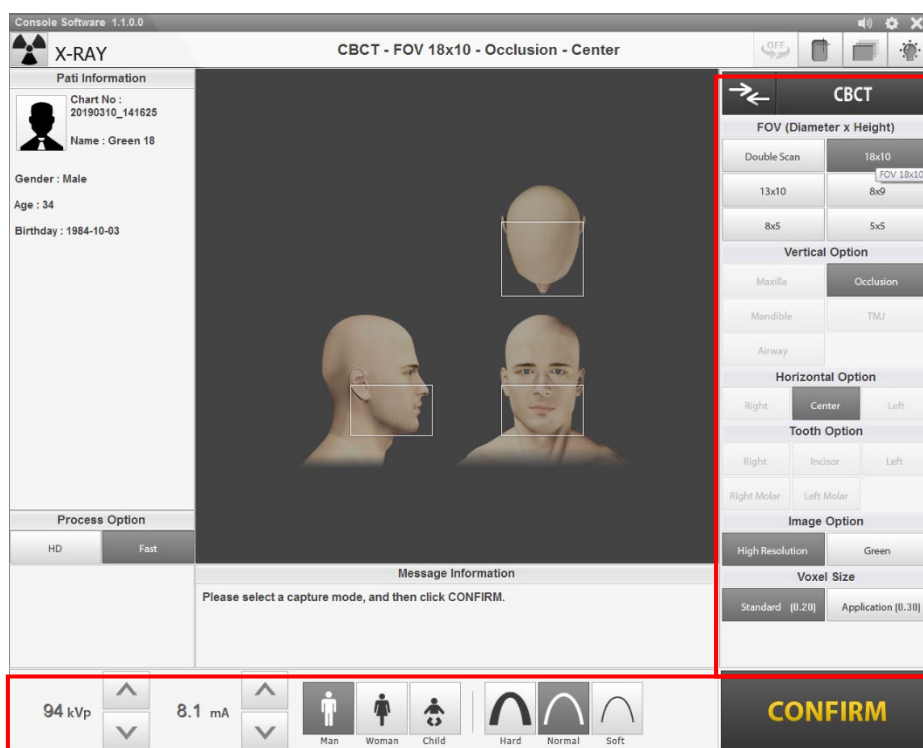 Console Software 1.1.0.0
X-RAY
CBCT - FOV 18x10 - Occlusion - Center
OFF
Pati Information
Chart No :
20190310_141625
Name : Green 18
Gender : Male
Age : 34
Birthday : 1984-10-03
Process Option
HD Fast
Message Information
Please select a capture mode, and then click CONFIRM.
CBCT
FOV (Diameter x Height)
Double Scan 18x10
FOV 18x10
13x10 8x9
8x5 5x5
Vertical Option
Maxilla Occlusion
Mandible TMJ
Airway
Horizontal Option
Right Center Left
Tooth Option
Right Incisor Left
Right Molar Left Molar
Image Option
High Resolution Green
Voxel Size
Standard (0.20) Application (0.30)
94 kVp 8.1 mA
Man Woman Child Hard Normal Soft
CONFIRM